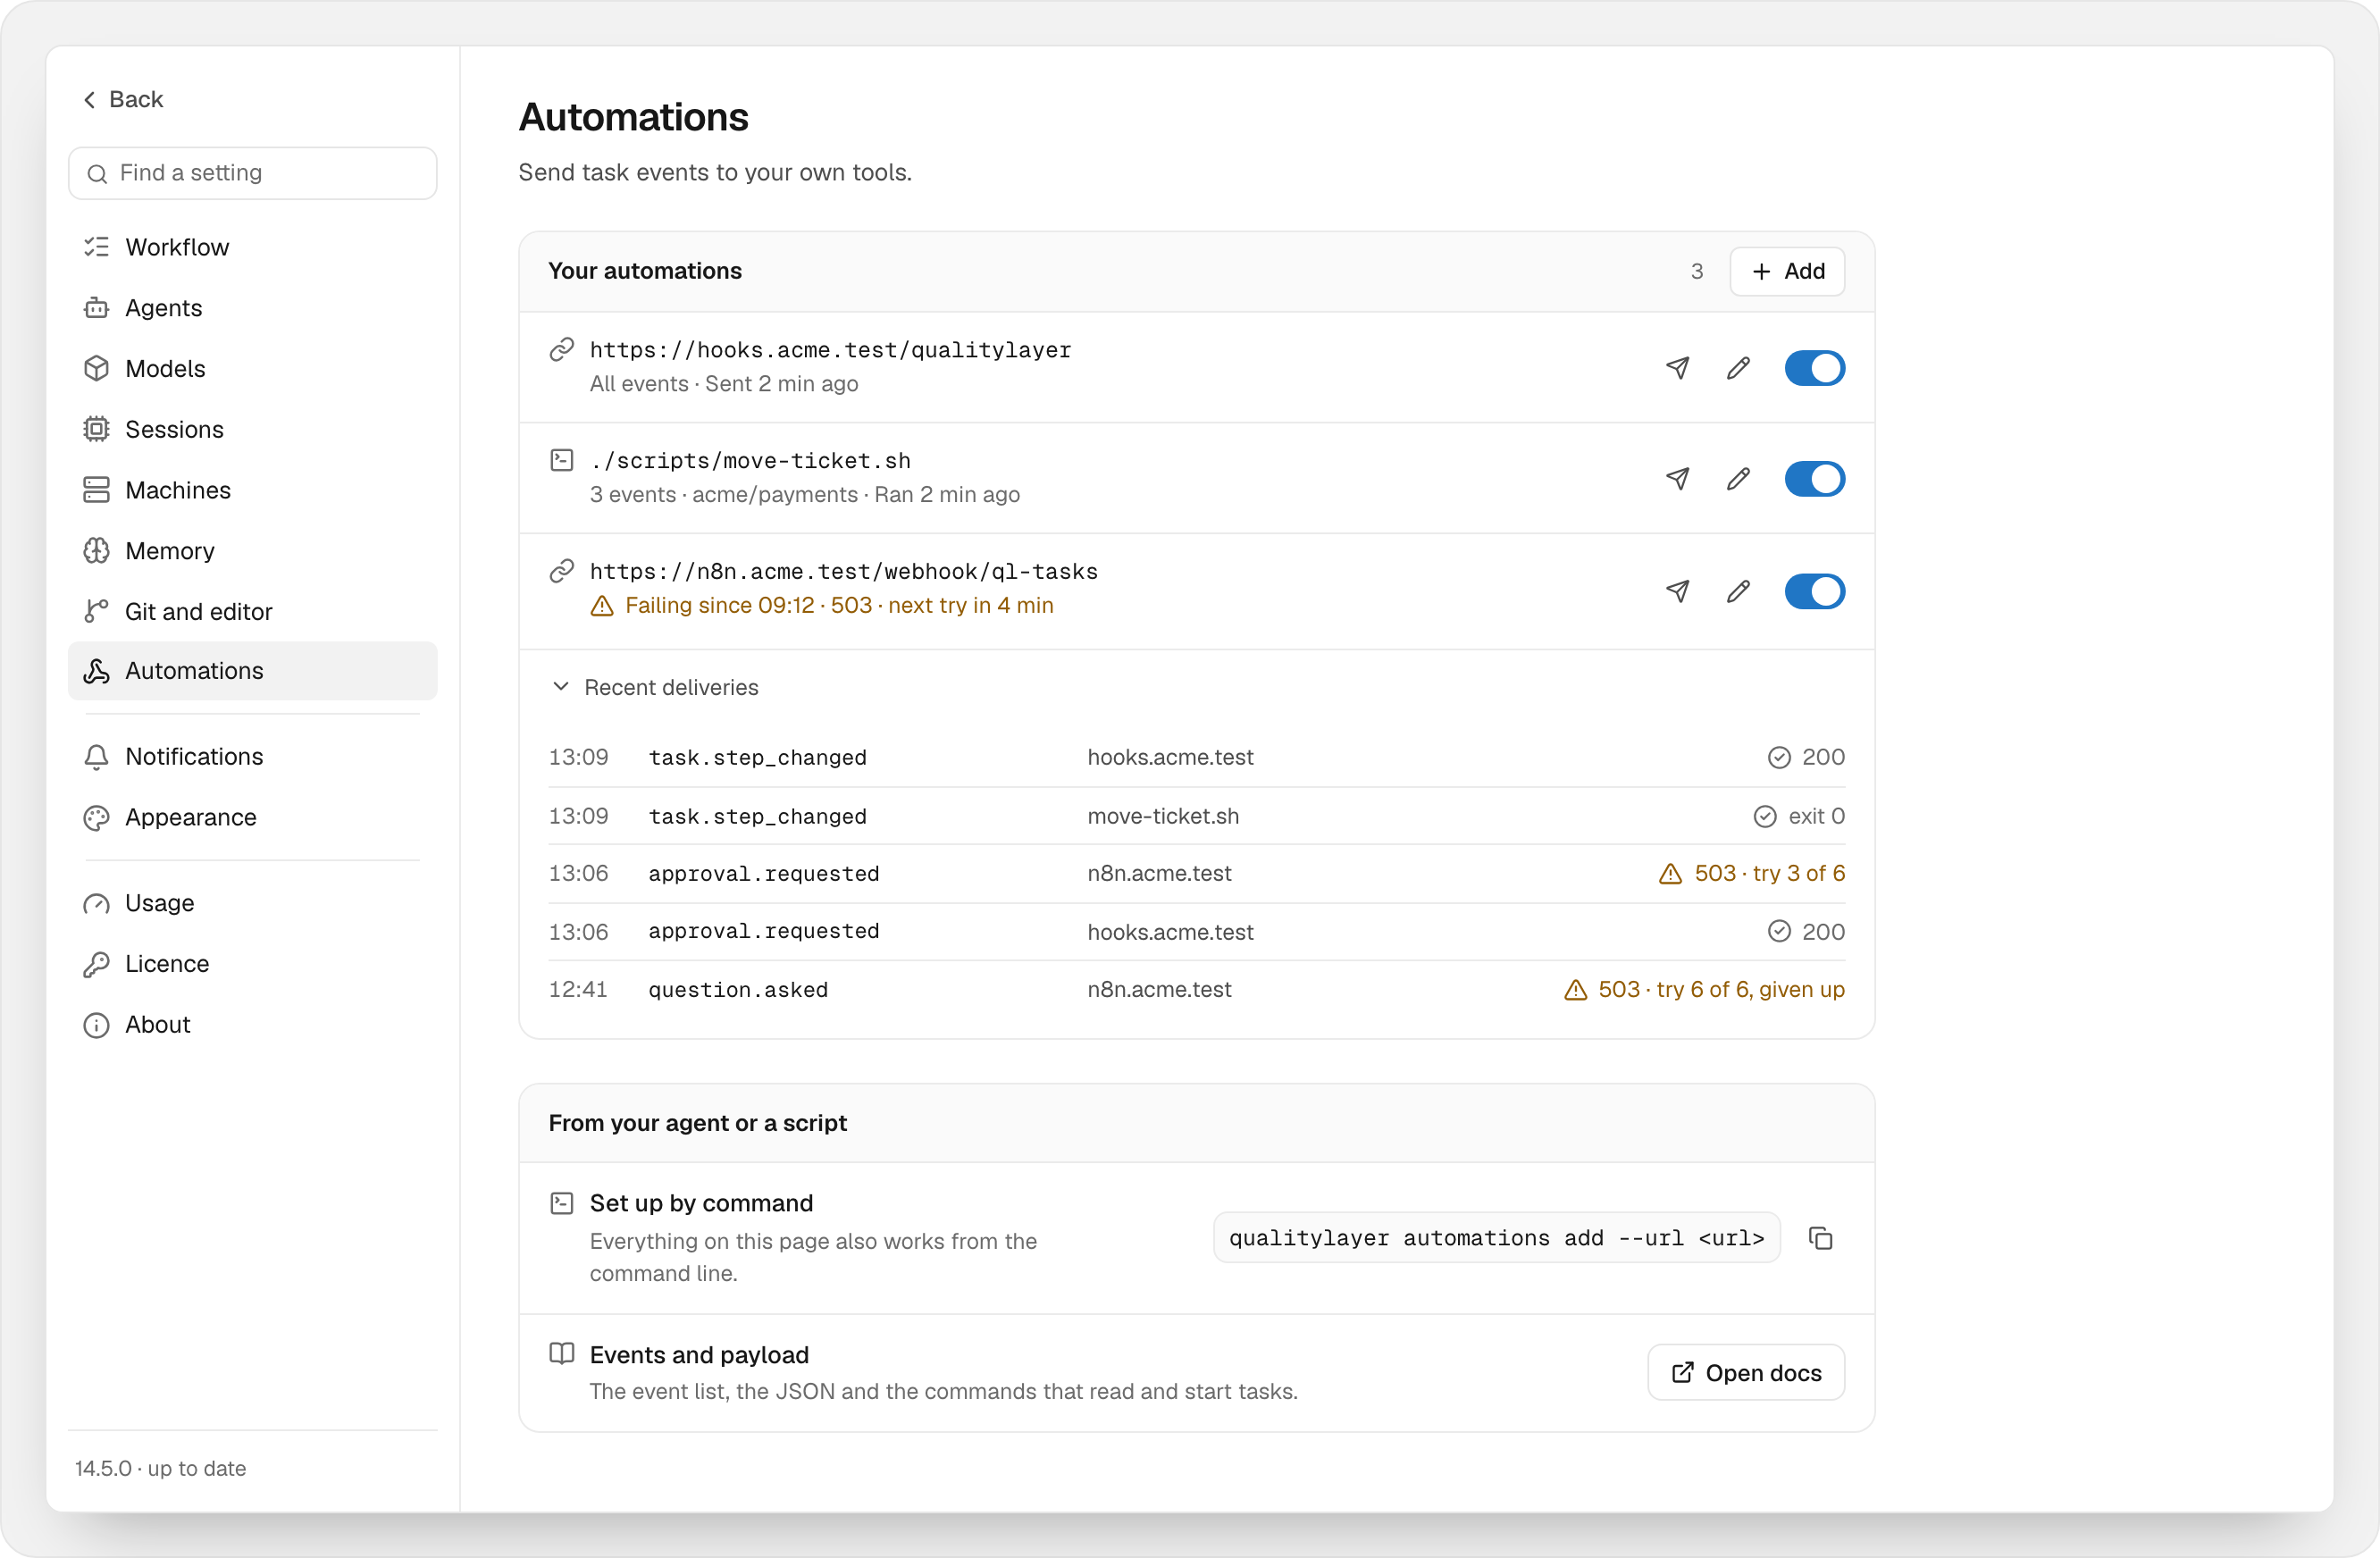 Back
Find a setting
Workflow
Agents
Models
Sessions
Machines
Memory
Git and editor
Automations
Notifications
Appearance
Usage
Licence
About
14.5.0 · up to date
Automations
Send task events to your own tools.
Your automations 3 Add
https://hooks.acme.test/qualitylayer
All events · Sent 2 min ago
./scripts/move-ticket.sh
3 events · acme/payments · Ran 2 min ago
https://n8n.acme.test/webhook/ql-tasks
Failing since 09:12 · 503 · next try in 4 min
Recent deliveries
13:09 task.step_changed hooks.acme.test 200
13:09 task.step_changed move-ticket.sh exit 0
13:06 approval.requested n8n.acme.test 503 · try 3 of 6
13:06 approval.requested hooks.acme.test 200
12:41 question.asked n8n.acme.test 503 · try 6 of 6, given up
From your agent or a script
Set up by command
Everything on this page also works from the
command line.
qualitylayer automations add --url <url>
Events and payload
The event list, the JSON and the commands that read and start tasks.
Open docs